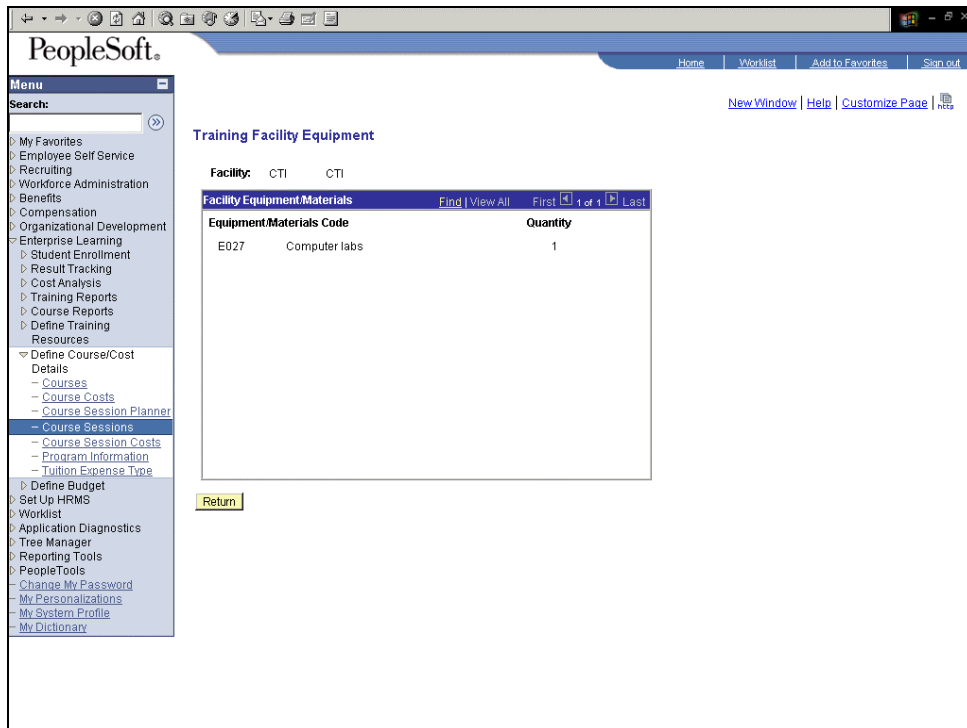 PeopleSoft.
Home Worklist Add to Favorites Sign out
Menu
Search:
My Favorites
Employee Self Service
Recruiting
Workforce Administration
Benefits
Compensation
Organizational Development
Enterprise Learning
Student Enrollment
Result Tracking
Cost Analysis
Training Reports
Course Reports
Define Training
Resources
Define Course/Cost
Details
Courses
Course Costs
Course Session Planner
Course Sessions
Course Session Costs
Program Information
Tuition Expense Type
Define Budget
Set Up HRMS
Worklist
Application Diagnostics
Tree Manager
Reporting Tools
PeopleTools
Change My Password
My Personalizations
My System Profile
My Dictionary
New Window | Help | Customize Page | http
Training Facility Equipment
Facility: CTI CTI
Facility Equipment/Materials Find | View All First 1 of 1 Last
Equipment/Materials Code Quantity
E027 Computer labs 1
Return